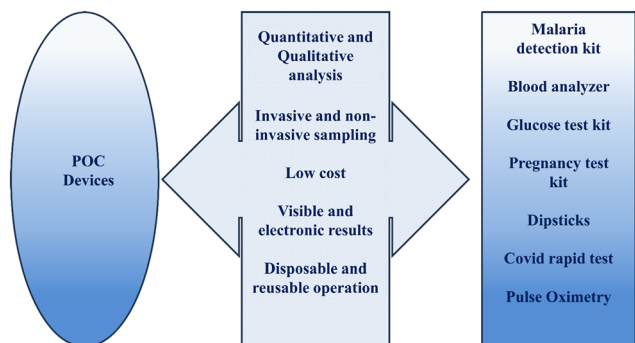 POC
Devices
Quantitative and
Qualitative
analysis
Invasive and non-
invasive sampling
Low cost
Visible and
electronic results
Disposable and
reusable operation
Malaria
detection kit
Blood analyzer
Glucose test kit
Pregnancy test
kit
Dipsticks
Covid rapid test
Pulse Oximetry